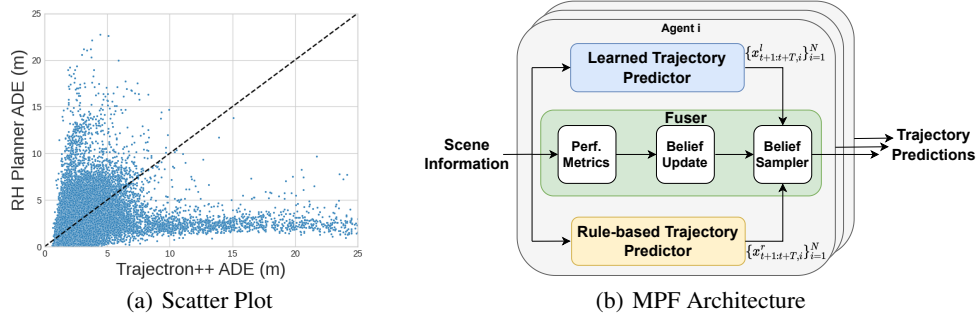 25
20
15
10
5
0
RH Planner ADE (m)
0 5 10 15 20 25
Trajectron++ ADE (m)
(a) Scatter Plot
Agent i
Learned Trajectory
Predictor
{x^l_{t+1:t+T,i}}^N_{i=1}
Fuser
Scene
Information
Perf.
Metrics
Belief
Update
Belief
Sampler
Trajectory
Predictions
Rule-based Trajectory
Predictor
{x^r_{t+1:t+T,i}}^N_{i=1}
(b) MPF Architecture